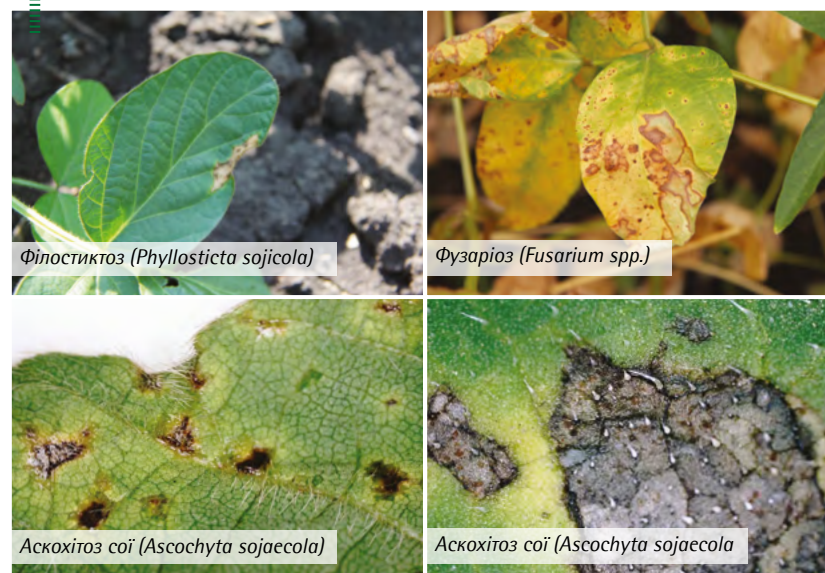 Філостиктоз (Phyllosticta sojicola)
Фузаріоз (Fusarium spp.)
Аскохітоз сої (Ascochyta sojaecola)
Аскохітоз сої (Ascochyta sojaecola